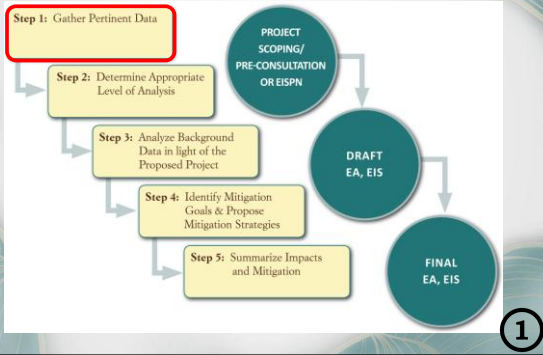 Step 1: Gather Pertinent Data
Step 2: Determine Appropriate
Level of Analysis
Step 3: Analyze Background
Data in light of the
Proposed Project
Step 4: Identify Mitigation
Goals & Propose
Mitigation Strategies
Step 5: Summarize Impacts
and Mitigation
PROJECT
SCOPING/
PRE-CONSULTATION
OR EISPN
DRAFT
EA, EIS
FINAL
EA, EIS
1